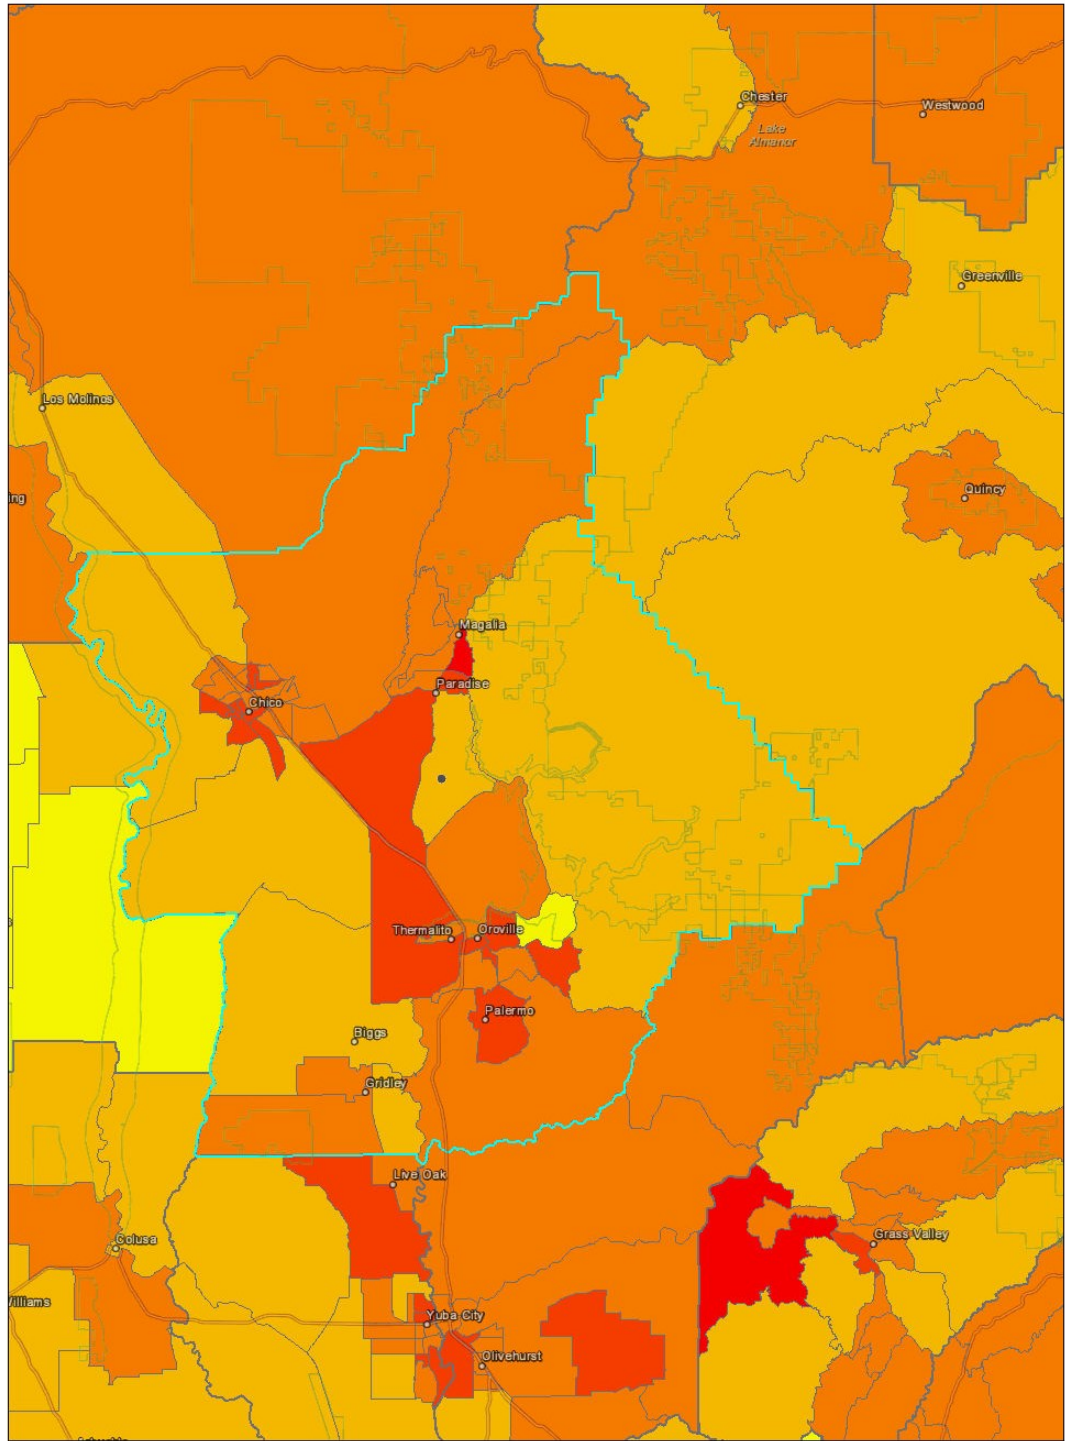 Chester
Westwood
Lake
Almanor
Greenville
Los Molinos
ing
Quincy
Magalia
Paradise
Chico
Thermalito
Oroville
Palermo
Biggs
Gridley
Live Oak
Colusa
Grass Valley
Williams
Yuba City
Olivehurst